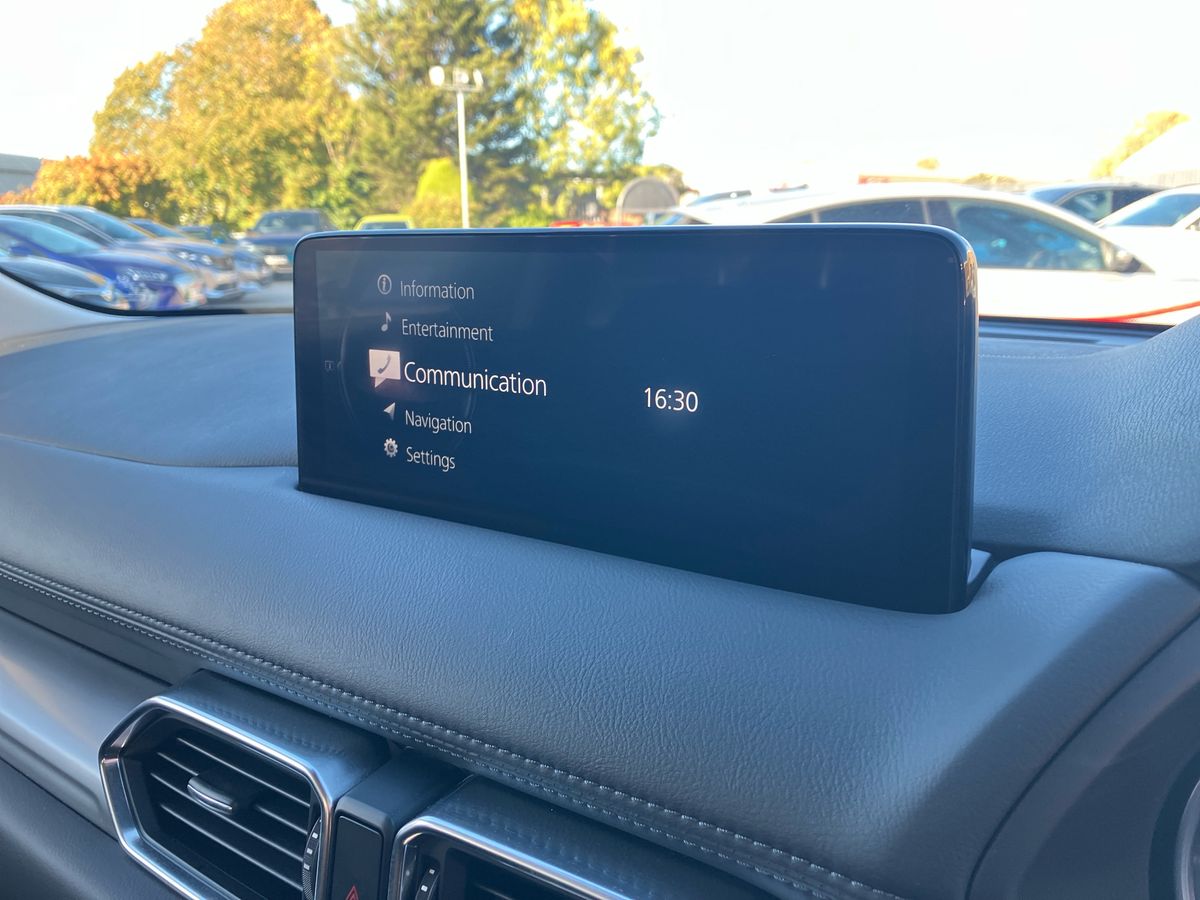 Information
Entertainment
Communication
16:30
Navigation
Settings